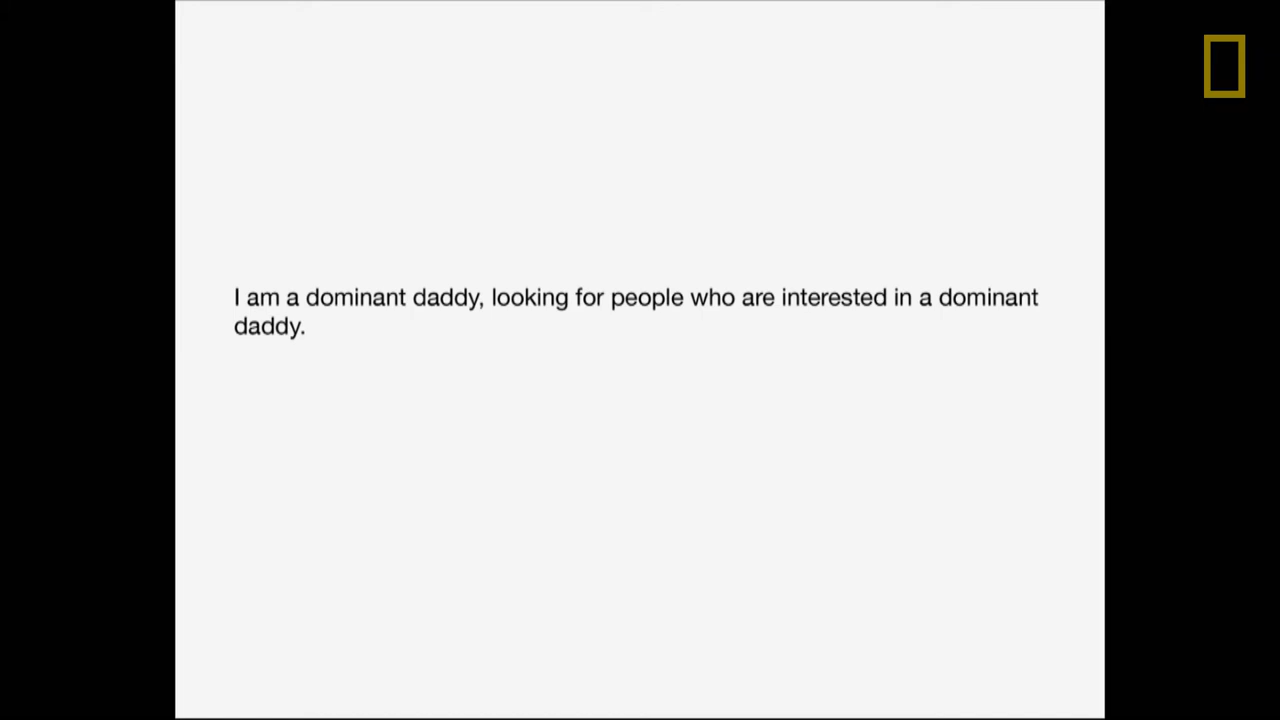 I am a dominant daddy, looking for people who are interested in a dominant
daddy.